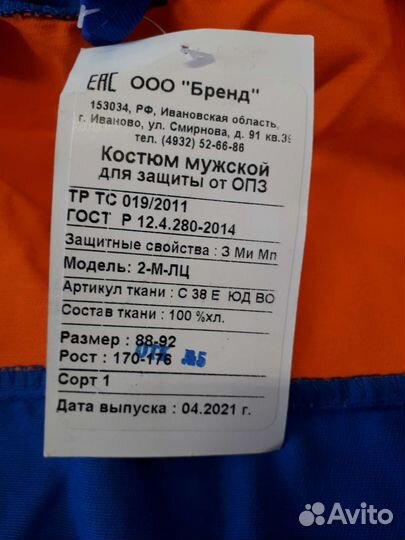 ЕАС ООО "Бренд"
153034, РФ, Ивановская область,
г. Иваново, ул. Смирнова, д. 91 кв.39
тел. (4932) 52-66-86
Костюм мужской
для защиты от ОПЗ
ТР ТС 019/2011
ГОСТ Р 12.4.280-2014
Защитные свойства : З Ми Мп
Модель: 2-М-ЛЦ
Артикул ткани : С 38 Е ЮД ВО
Состав ткани : 100 %хл.
Размер : 88-92
Рост : 170-176
№5
Сорт 1
Дата выпуска : 04.2021 г.
Avito